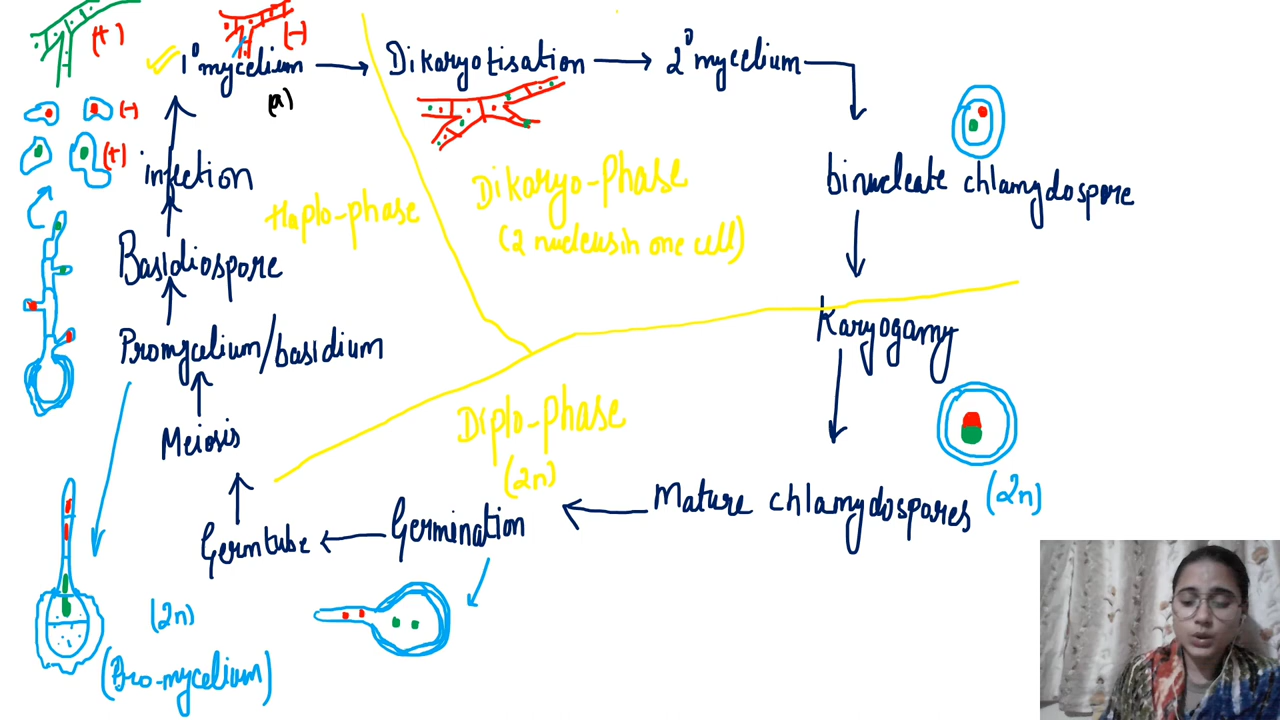 (+)
(-)
1° mycelium
Dikaryotisation
2° mycelium
(a)
(-)
(+)
infection
binucleate chlamydospore
Haplo-phase
Dikaryo-Phase
(2 nucleus in one cell)
Basidiospore
Karyogamy
Promycelium/basidium
Diplo-phase
(2n)
Meiosis
Mature chlamydospores
(2n)
Germination
Germtube
(2n)
(Pro-mycelium)